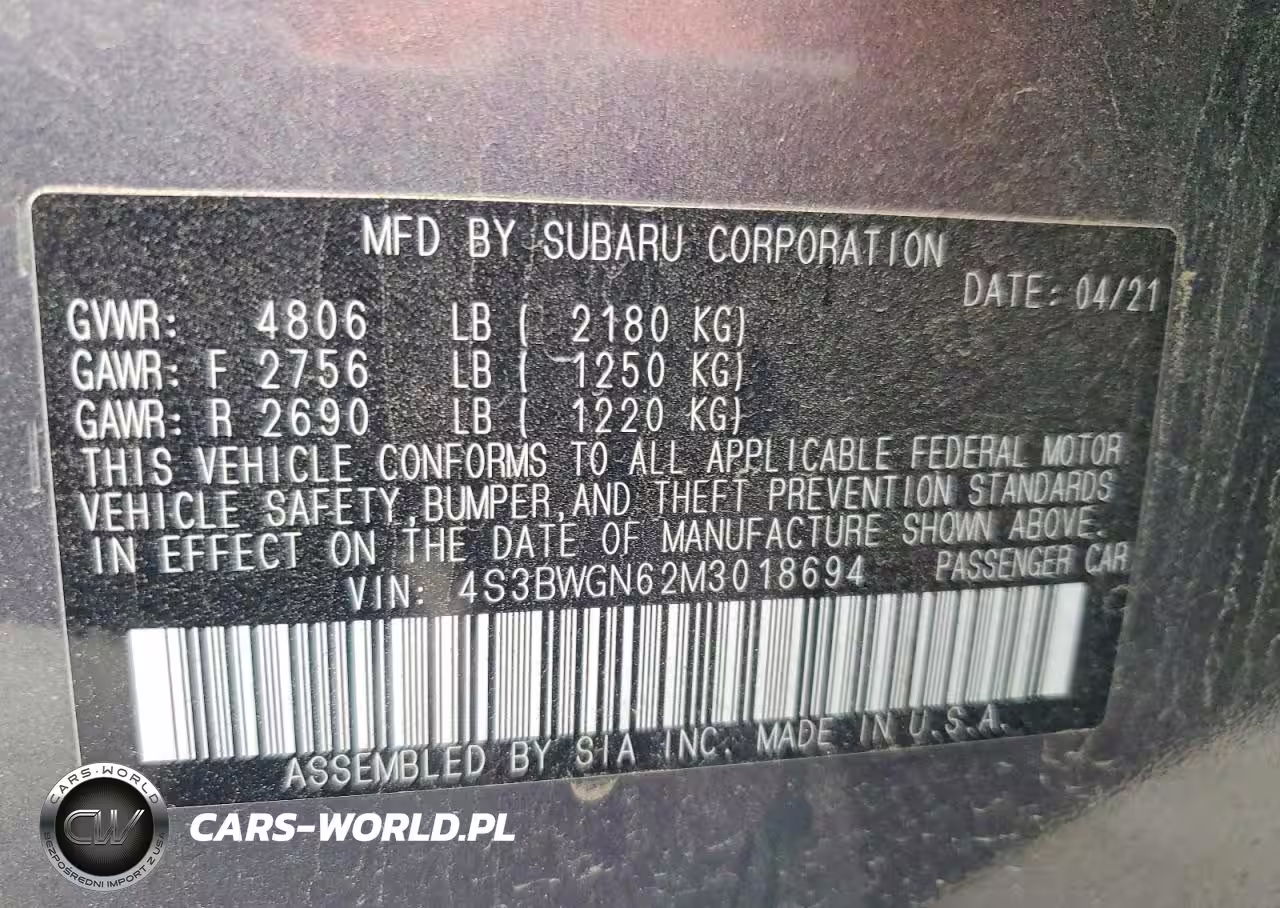 MFD BY SUBARU CORPORATION
DATE: 04/21
GVWR: 4806 LB ( 2180 KG)
GAWR: F 2756 LB ( 1250 KG)
GAWR: R 2690 LB ( 1220 KG)
THIS VEHICLE CONFORMS TO ALL APPLICABLE FEDERAL MOTOR
VEHICLE SAFETY,BUMPER,AND THEFT PREVENTION STANDARDS
IN EFFECT ON THE DATE OF MANUFACTURE SHOWN ABOVE.
VIN: 4S3BWGN62M3018694 PASSENGER CAR
ASSEMBLED BY SIA INC. MADE IN U.S.A.
CARS-WORLD
CW
BEZPOŚREDNI IMPORT Z USA
CARS-WORLD.PL